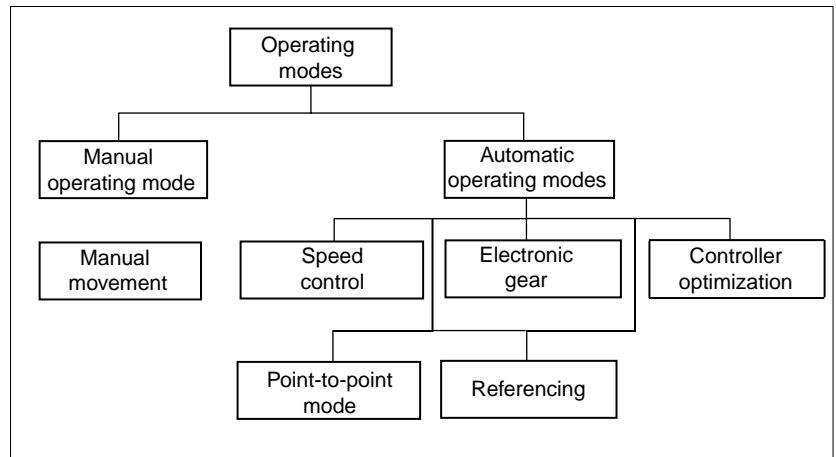 Operating
modes
Manual
operating mode
Automatic
operating modes
Manual
movement
Speed
control
Electronic
gear
Controller
optimization
Point-to-point
mode
Referencing